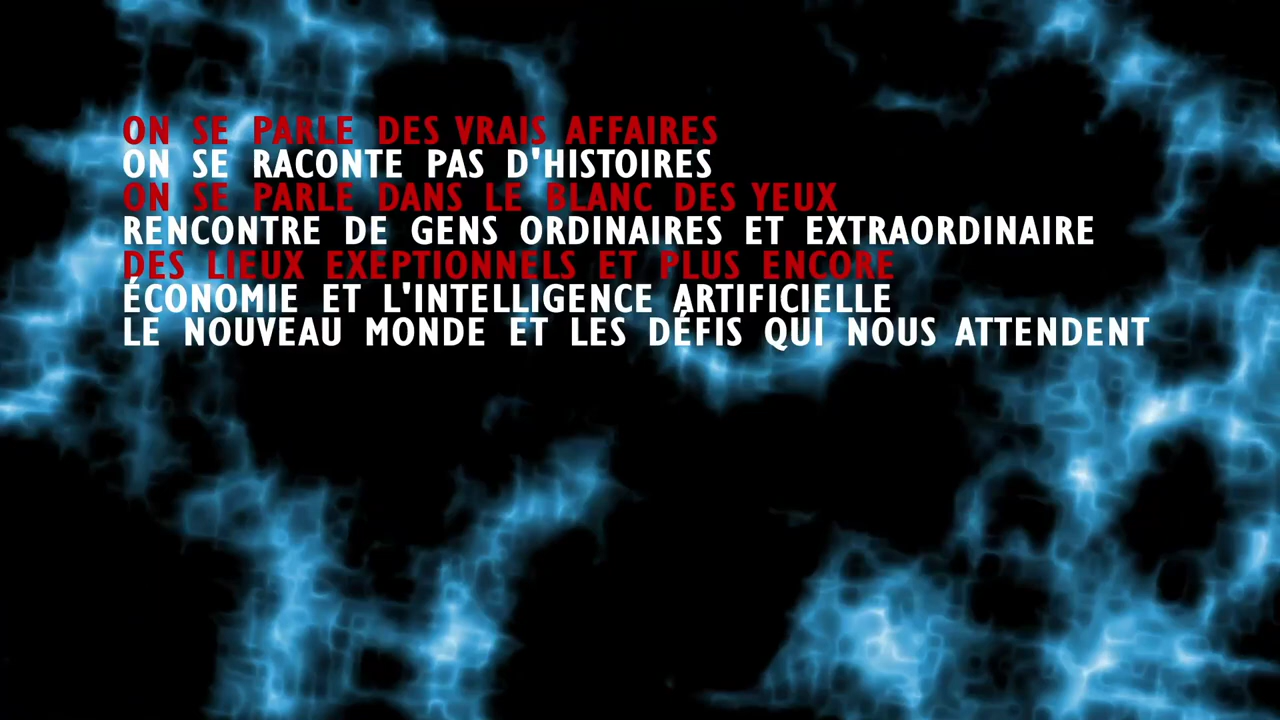 ON SE PARLE DES VRAIS AFFAIRES
ON SE RACONTE PAS D'HISTOIRES
ON SE PARLE DANS LE BLANC DES YEUX
RENCONTRE DE GENS ORDINAIRES ET EXTRAORDINAIRE
DES LIEUX EXEPTIONNELS ET PLUS ENCORE
ÉCONOMIE ET L'INTELLIGENCE ARTIFICIELLE
LE NOUVEAU MONDE ET LES DÉFIS QUI NOUS ATTENDENT